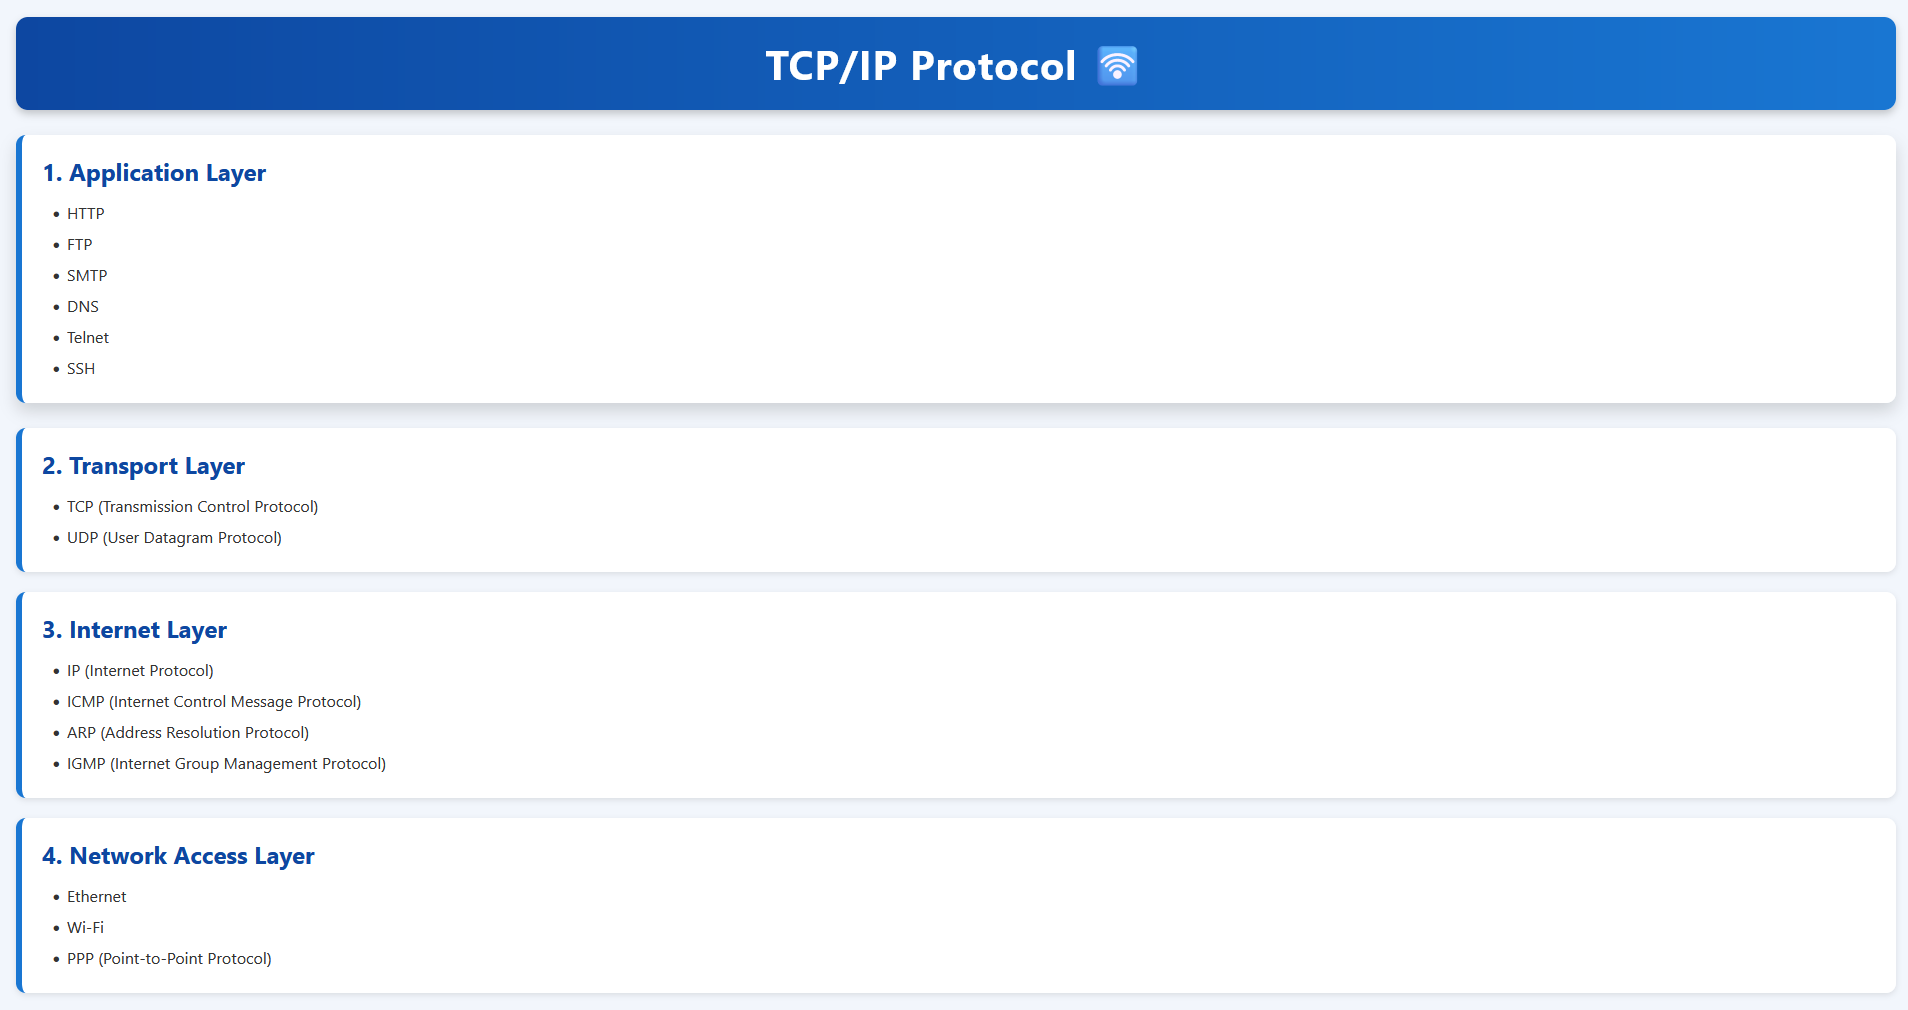 TCP/IP Protocol 🛜
1. Application Layer
• HTTP
• FTP
• SMTP
• DNS
• Telnet
• SSH
2. Transport Layer
• TCP (Transmission Control Protocol)
• UDP (User Datagram Protocol)
3. Internet Layer
• IP (Internet Protocol)
• ICMP (Internet Control Message Protocol)
• ARP (Address Resolution Protocol)
• IGMP (Internet Group Management Protocol)
4. Network Access Layer
• Ethernet
• Wi-Fi
• PPP (Point-to-Point Protocol)